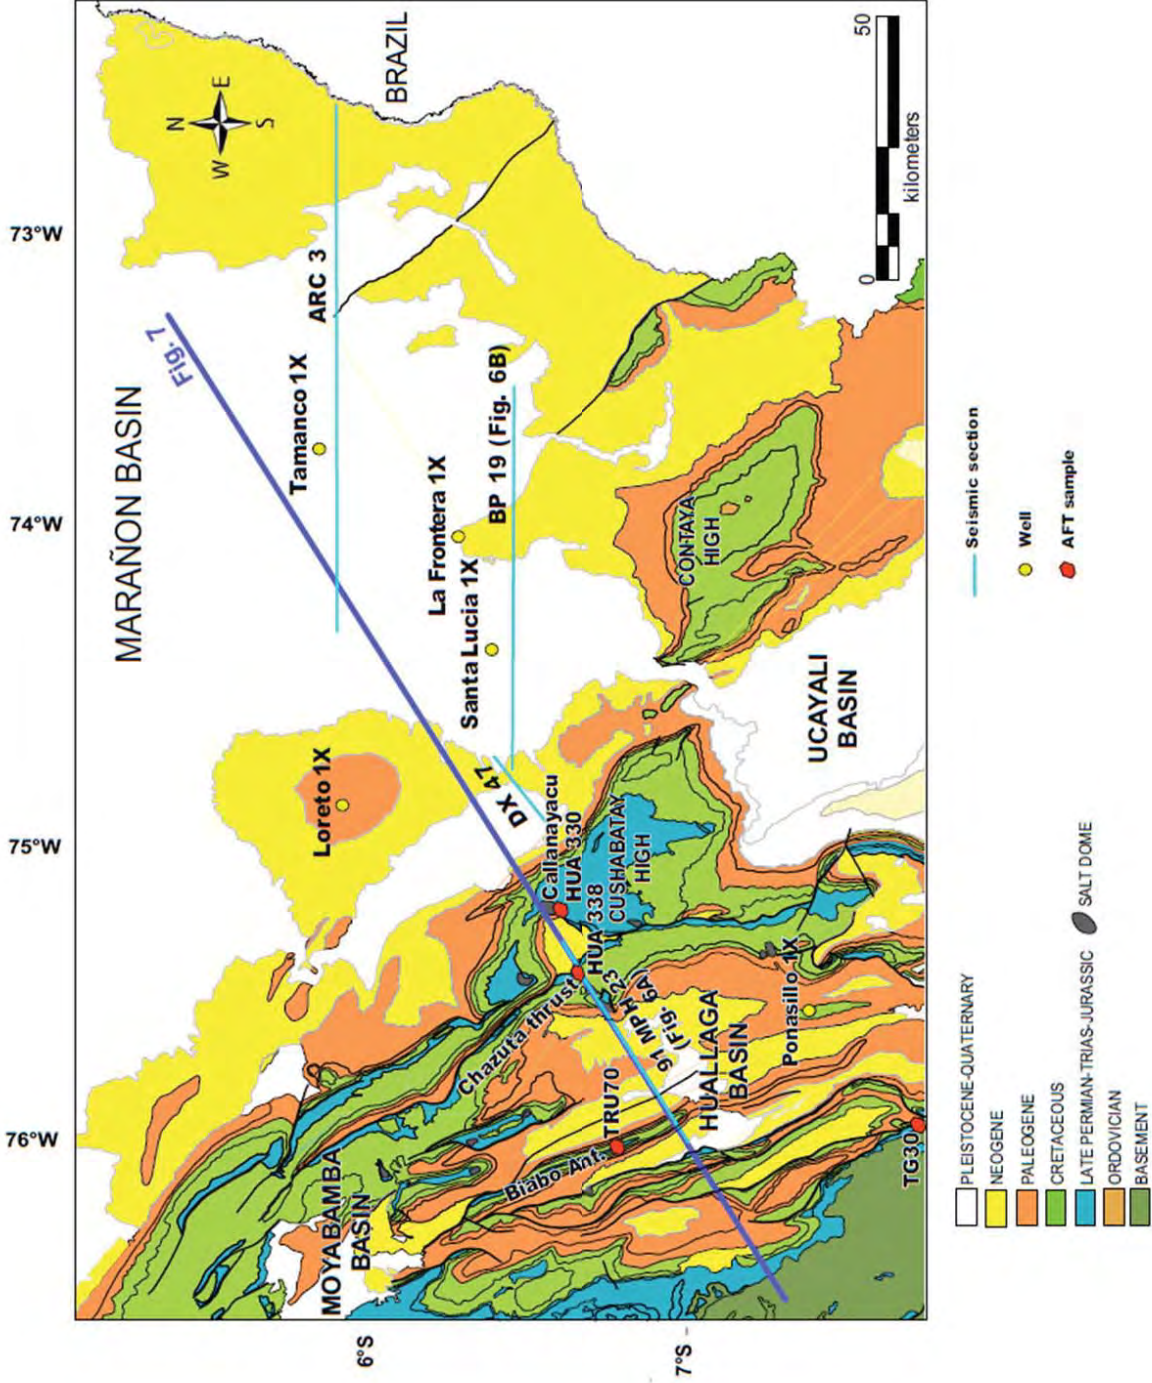 73°W
74°W
75°W
76°W
6°S
7°S
MARAÑON BASIN
BRAZIL
N
E
S
W
0
50
kilometers
Fig. 7
ARC 3
Tamanco 1X
La Frontera 1X
BP 19 (Fig. 6B)
Santa Lucia 1X
Loreto 1X
DX 47
CONTAYA
HIGH
UCAYALI
BASIN
Callanayacu
HUA 330
HUA 338
CUSHABATAY
HIGH
Chazuta thrust
91 MPH 23
(Fig. 6A)
HUALLAGA
BASIN
Ponasillo 1X
TRU70
Biabo Ant.
MOYABAMBA
BASIN
TG30
Seismic section
Well
AFT sample
PLEISTOCENE-QUATERNARY
NEOGENE
PALEOGENE
CRETACEOUS
LATE PERMIAN-TRIAS-JURASSIC
ORDOVICIAN
BASEMENT
SALT DOME